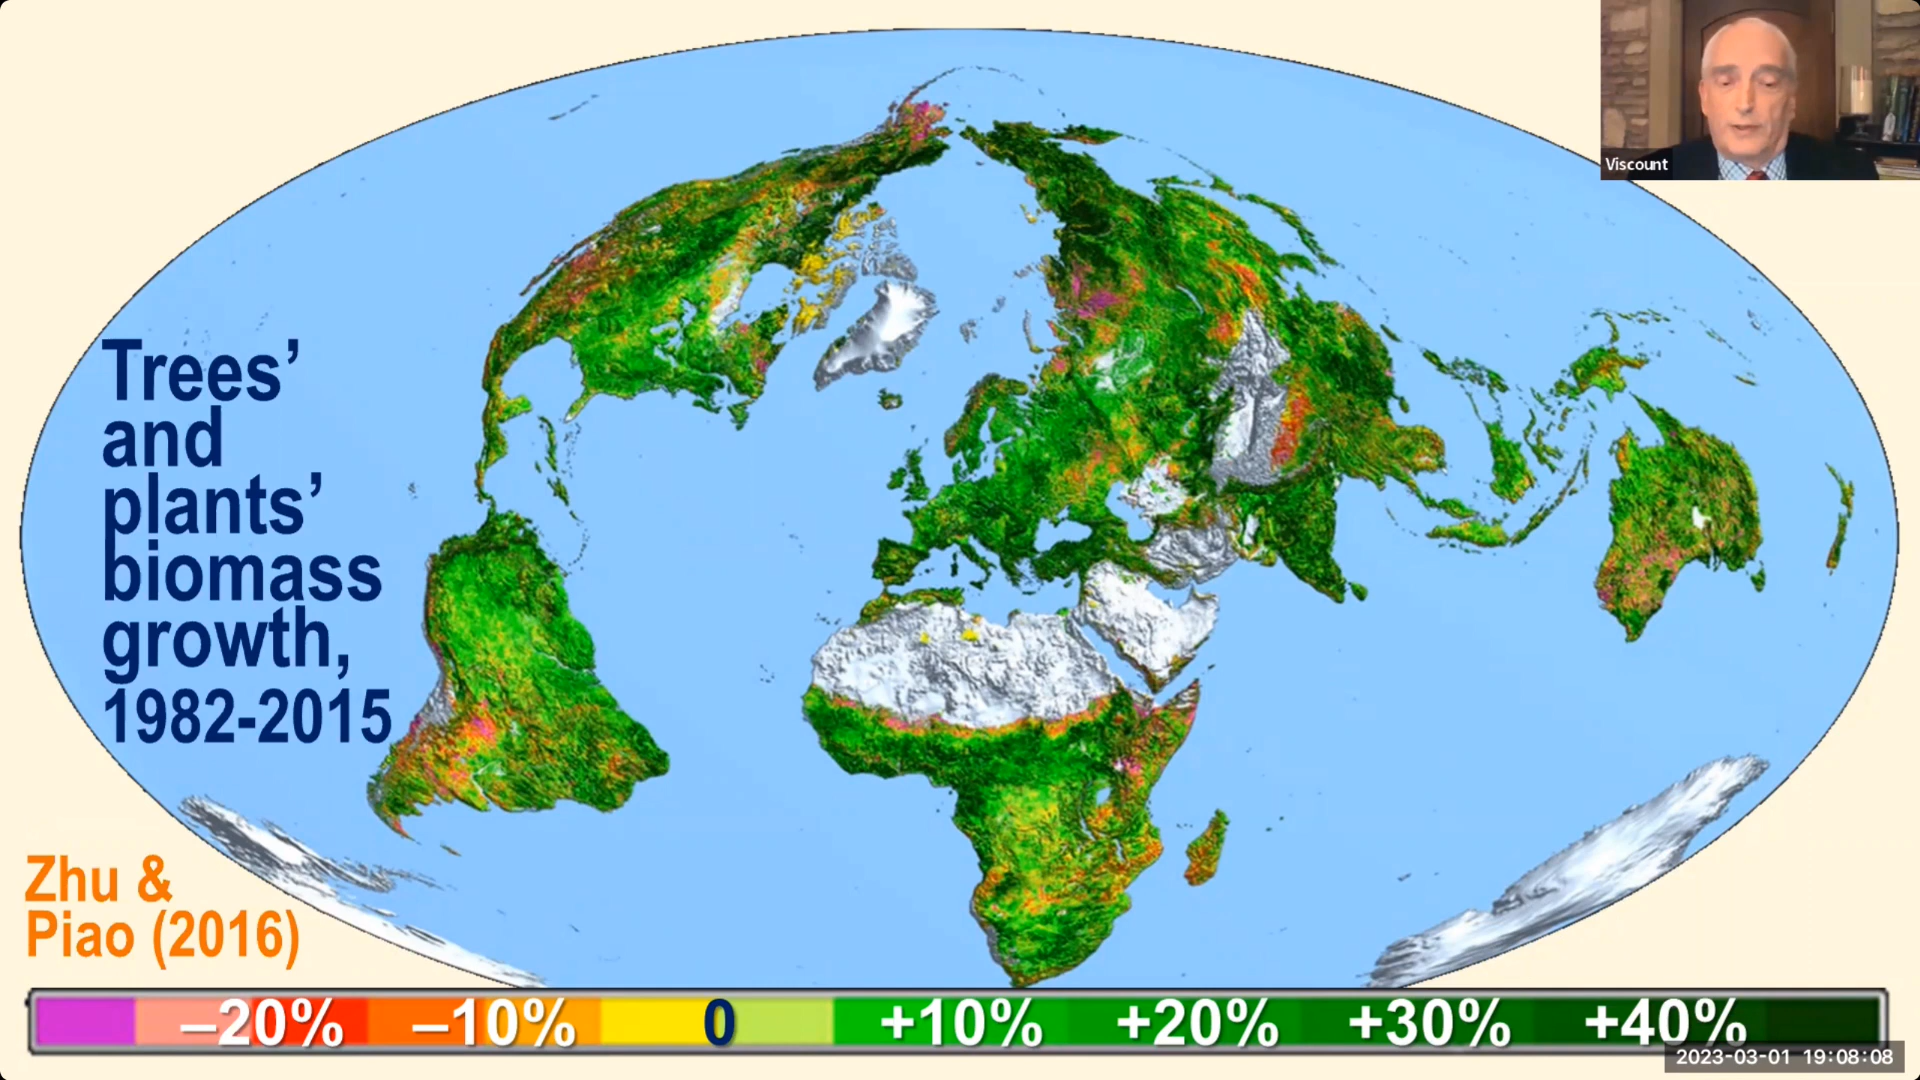 Viscount
Trees’
and
plants’
biomass
growth,
1982-2015
Zhu &
Piao (2016)
–20% –10% 0 +10% +20% +30% +40%
2023-03-01 19:08:08